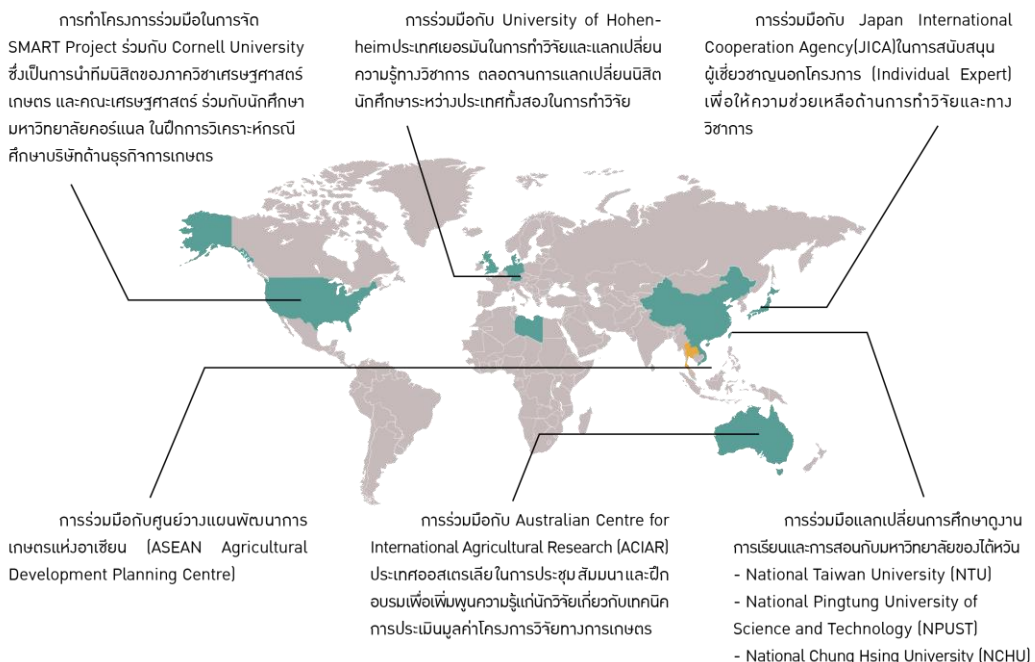 การทำโครงการร่วมมือในการจัด
SMART Project ร่วมกับ Cornell University
ซึ่งเป็นการนำทีมนิสิตของภาควิชาเศรษฐศาสตร์
เกษตร และคณะเศรษฐศาสตร์ ร่วมกับนักศึกษา
มหาวิทยาลัยคอร์แนล ในฝึกการวิเคราะห์กรณี
ศึกษาบริษัทด้านธุรกิจการเกษตร
การร่วมมือกับ University of Hohen-
heimประเทศเยอรมันในการทำวิจัยและแลกเปลี่ยน
ความรู้ทางวิชาการ ตลอดจนการแลกเปลี่ยนนิสิต
นักศึกษาระหว่างประเทศทั้งสองในการทำวิจัย
การร่วมมือกับ Japan International
Cooperation Agency(JICA)ในการสนับสนุน
ผู้เชี่ยวชาญนอกโครงการ (Individual Expert)
เพื่อให้ความช่วยเหลือด้านการทำวิจัยและทาง
วิชาการ
การร่วมมือกับศูนย์วางแผนพัฒนาการ
เกษตรแห่งอาเซียน (ASEAN Agricultural
Development Planning Centre)
การร่วมมือกับ Australian Centre for
International Agricultural Research (ACIAR)
ประเทศออสเตรเลีย ในการประชุม สัมมนา และฝึก
อบรมเพื่อเพิ่มพูนความรู้แก่นักวิจัยเกี่ยวกับเทคนิค
การประเมินมูลค่าโครงการวิจัยทางการเกษตร
การร่วมมือแลกเปลี่ยนการศึกษาดูงาน
การเรียนและการสอนกับมหาวิทยาลัยของไต้หวัน
- National Taiwan University (NTU)
- National Pingtung University of
Science and Technology (NPUST)
- National Chung Hsing University (NCHU)